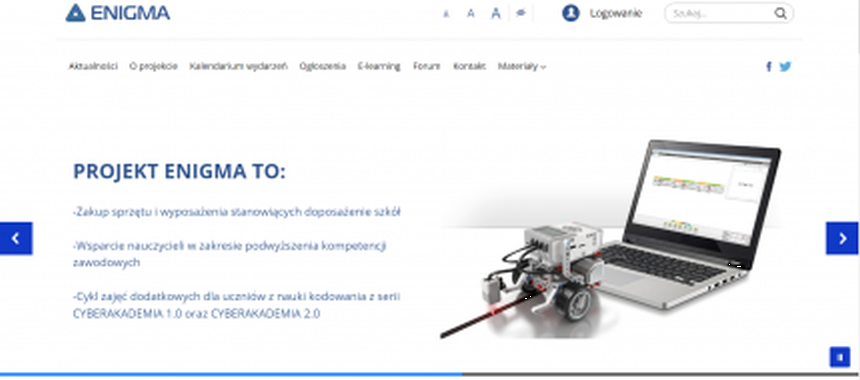 ENIGMA
A A A Logowanie Szukaj...
Aktualności O projekcie Kalendarium wydarzeń Ogłoszenia E-learning Forum Kontakt Materiały
PROJEKT ENIGMA TO:
-Zakup sprzętu i wyposażenia stanowiących doposażenie szkół
-Wsparcie nauczycieli w zakresie podwyższenia kompetencji
zawodowych
-Cykl zajęć dodatkowych dla uczniów z nauki kodowania z serii
CYBERAKADEMIA 1.0 oraz CYBERAKADEMIA 2.0